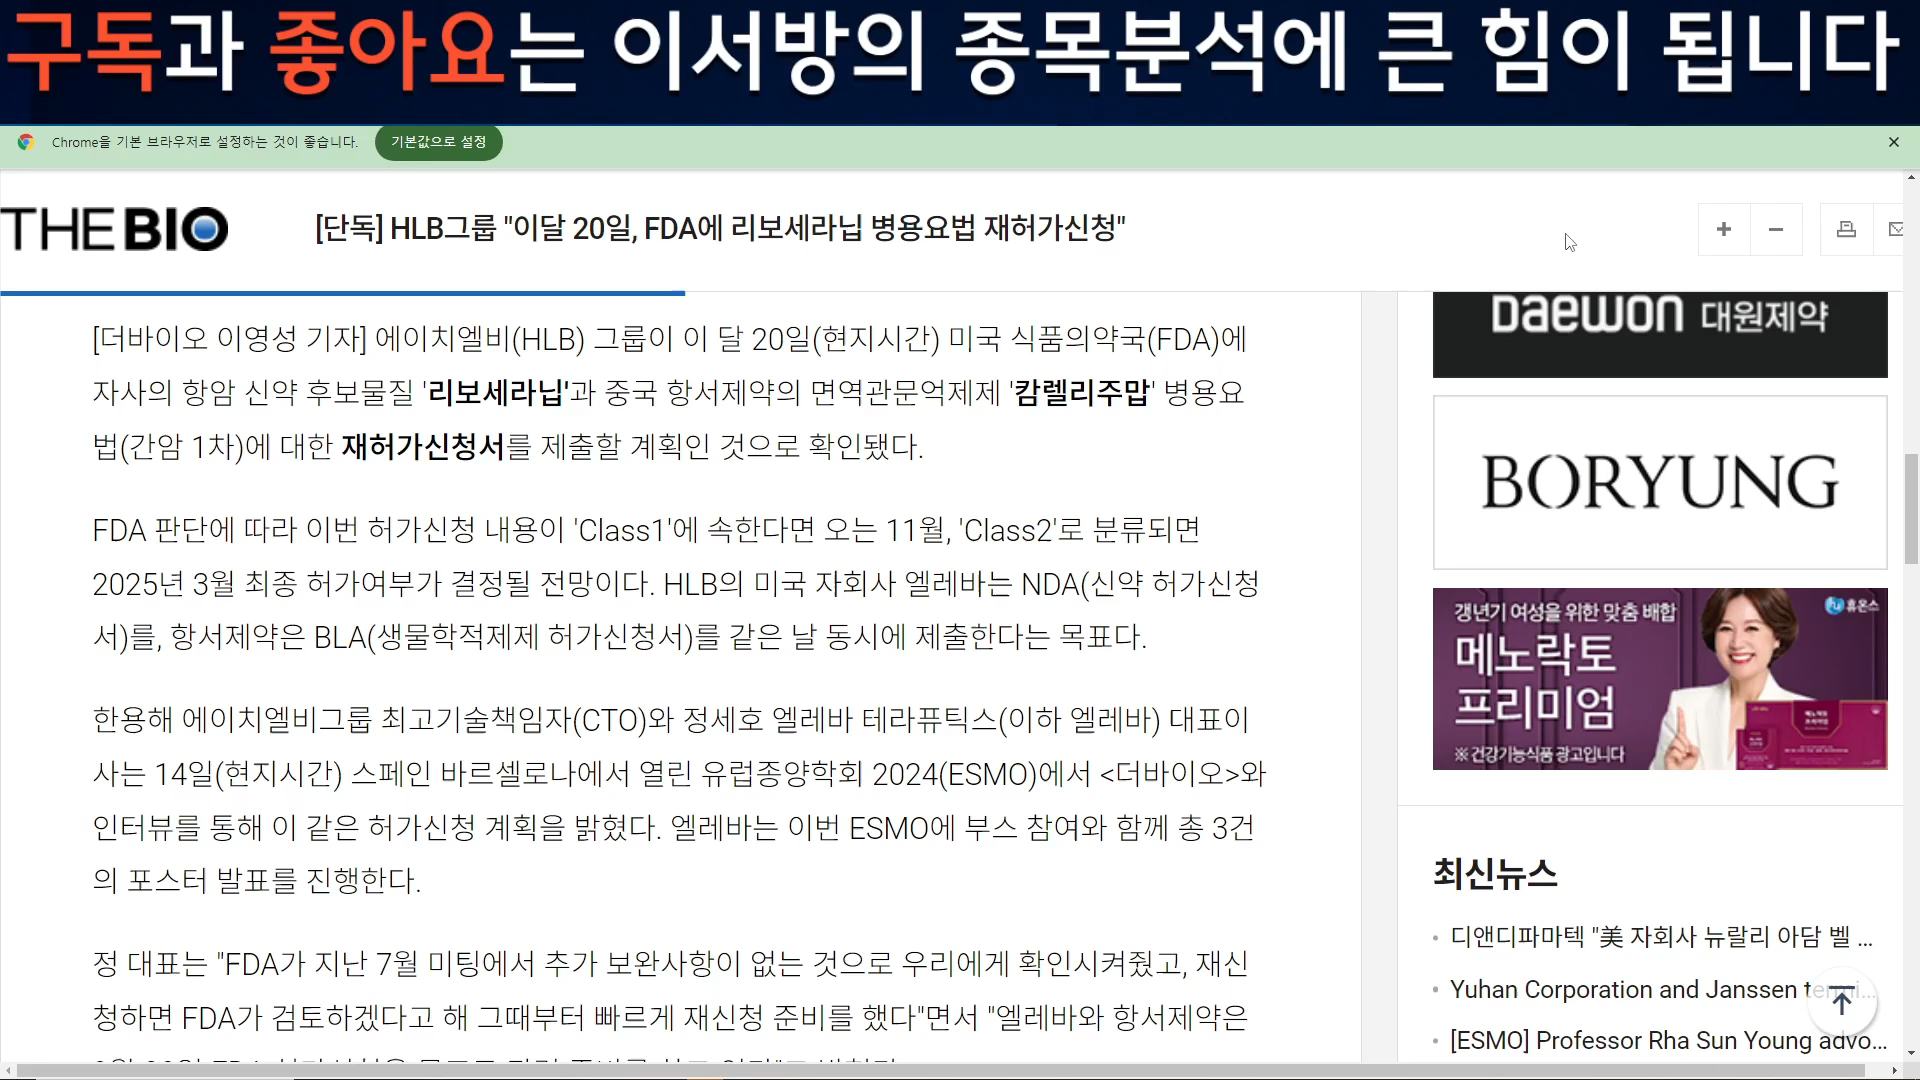 구독과 좋아요는 이서방의 종목분석에 큰 힘이 됩니다
Chrome을 기본 브라우저로 설정하는 것이 좋습니다. 기본값으로 설정
THE BIO
[단독] HLB그룹 "이달 20일, FDA에 리보세라닙 병용요법 재허가신청"
[더바이오 이영성 기자] 에이치엘비(HLB) 그룹이 이 달 20일(현지시간) 미국 식품의약국(FDA)에
자사의 항암 신약 후보물질 '리보세라닙'과 중국 항서제약의 면역관문억제제 '캄렐리주맙' 병용요
법(간암 1차)에 대한 재허가신청서를 제출할 계획인 것으로 확인됐다.
FDA 판단에 따라 이번 허가신청 내용이 'Class1'에 속한다면 오는 11월, 'Class2'로 분류되면
2025년 3월 최종 허가여부가 결정될 전망이다. HLB의 미국 자회사 엘레바는 NDA(신약 허가신청
서)를, 항서제약은 BLA(생물학적제제 허가신청서)를 같은 날 동시에 제출한다는 목표다.
한용해 에이치엘비그룹 최고기술책임자(CTO)와 정세호 엘레바 테라퓨틱스(이하 엘레바) 대표이
사는 14일(현지시간) 스페인 바르셀로나에서 열린 유럽종양학회 2024(ESMO)에서 <더바이오>와
인터뷰를 통해 이 같은 허가신청 계획을 밝혔다. 엘레바는 이번 ESMO에 부스 참여와 함께 총 3건
의 포스터 발표를 진행한다.
정 대표는 "FDA가 지난 7월 미팅에서 추가 보완사항이 없는 것으로 우리에게 확인시켜줬고, 재신
청하면 FDA가 검토하겠다고 해 그때부터 빠르게 재신청 준비를 했다"면서 "엘레바와 항서제약은
Daewon 대원제약
BORYUNG
갱년기 여성을 위한 맞춤 배합
휴온스
메노락토
프리미엄
※ 건강기능식품 광고입니다
최신뉴스
디앤디파마텍 "美 자회사 뉴랄리 아담 벨 ...
Yuhan Corporation and Janssen
[ESMO] Professor Rha Sun Young advo...